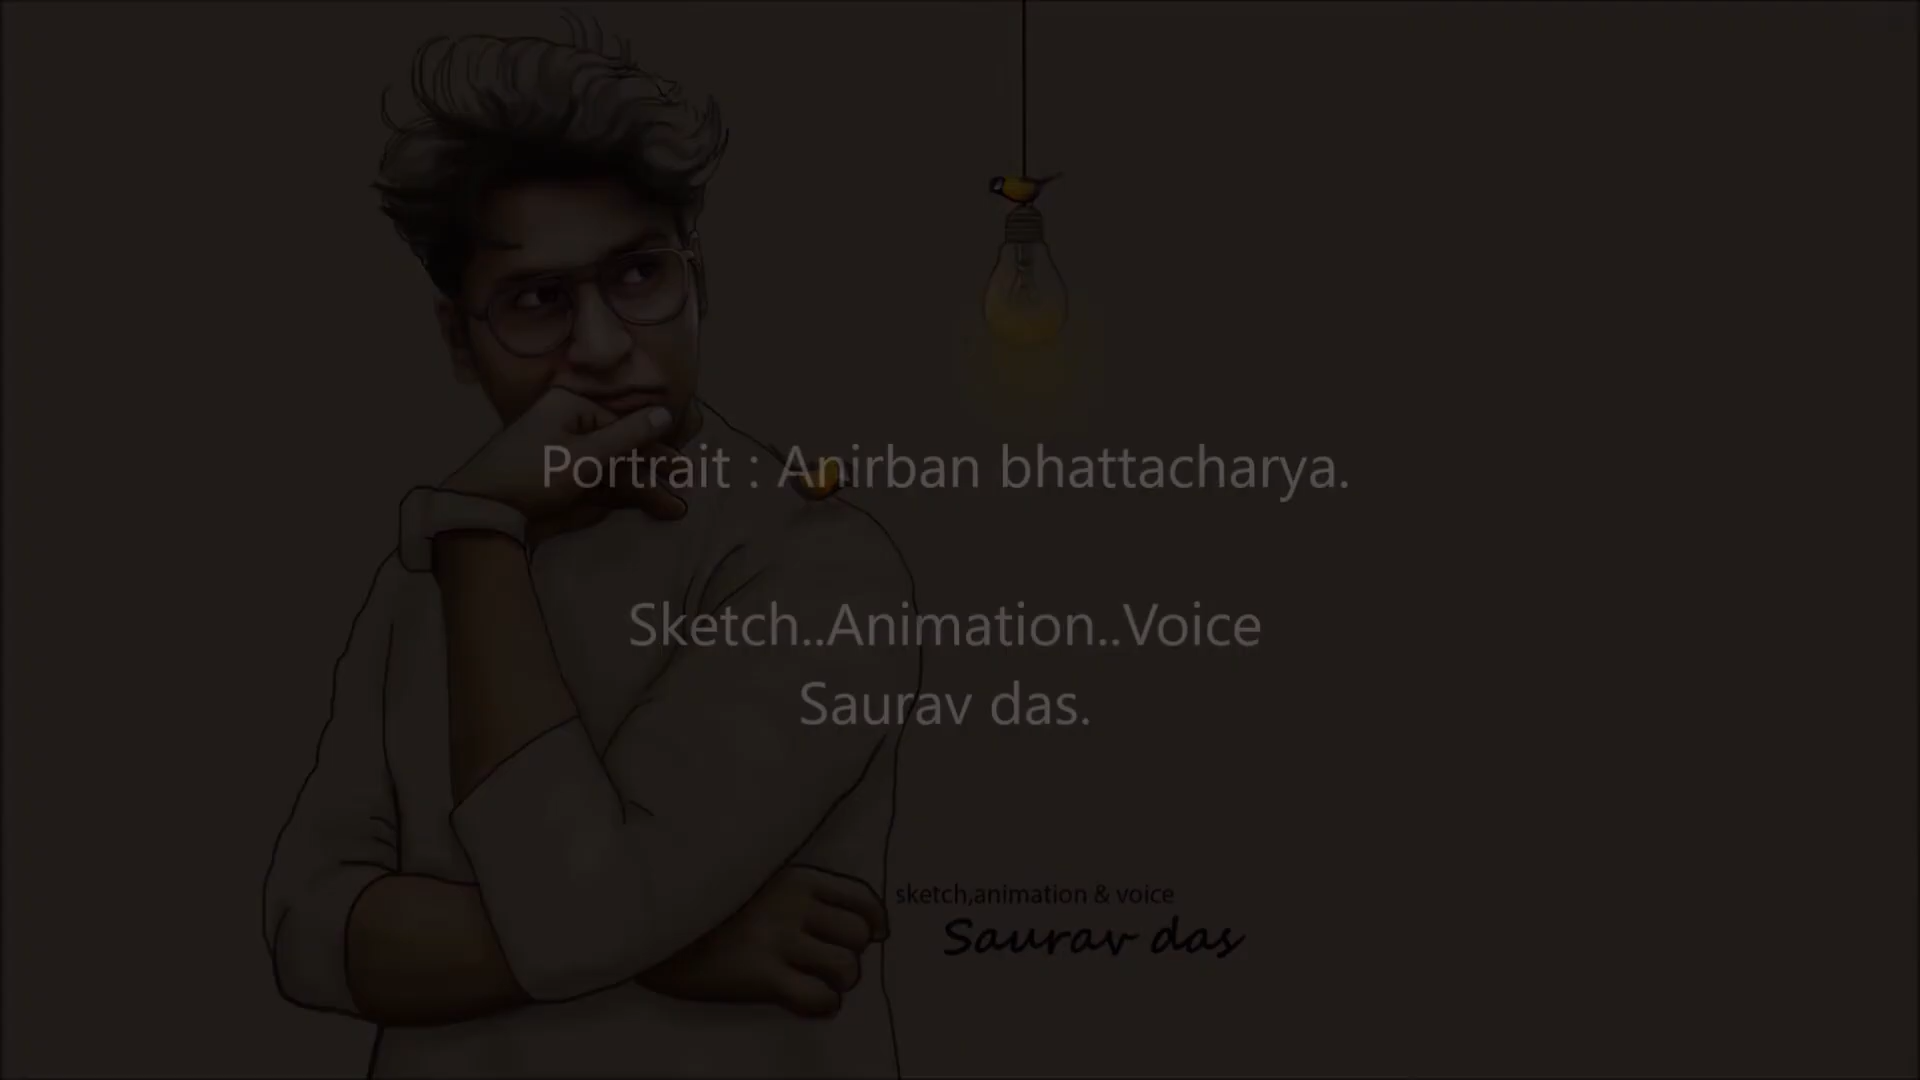 Portrait : Anirban bhattacharya.
Sketch..Animation..Voice
Saurav das.
sketch,animation & voice
Saurav das